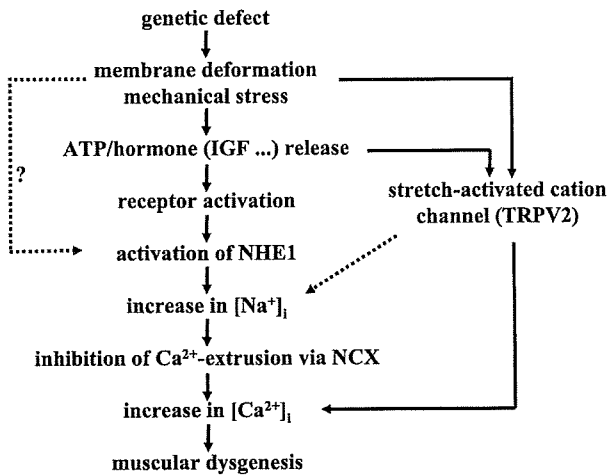 genetic defect
membrane deformation
mechanical stress
ATP/hormone (IGF ...) release
?
stretch-activated cation
channel (TRPV2)
receptor activation
activation of NHE1
increase in [Na⁺]ᵢ
inhibition of Ca²⁺-extrusion via NCX
increase in [Ca²⁺]ᵢ
muscular dysgenesis